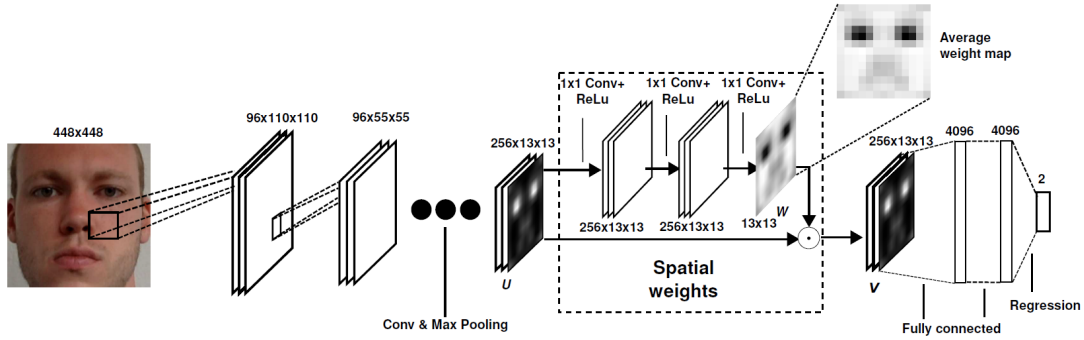 448x448
96x110x110
96x55x55
Conv & Max Pooling
256x13x13
U
1x1 Conv+
ReLu
1x1 Conv+
ReLu
1x1 Conv+
ReLu
256x13x13
256x13x13
13x13
W
Spatial
weights
Average
weight map
256x13x13
V
4096
4096
2
Fully connected
Regression